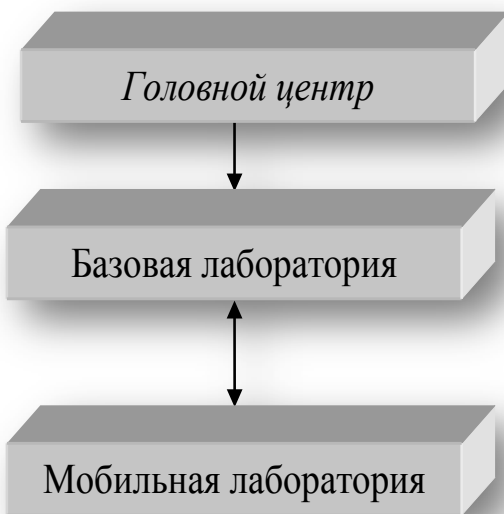 Головной центр
Базовая лаборатория
Мобильная лаборатория